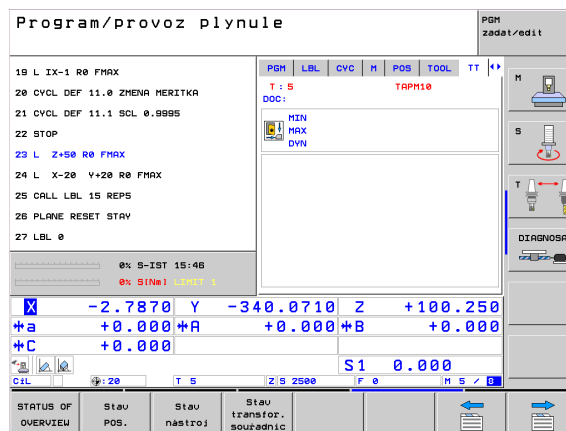 Program/provoz plynule
PGM
zadat/edit
19 L IX-1 R0 FMAX
20 CYCL DEF 11.0 ZMENA MERITKA
21 CYCL DEF 11.1 SCL 0.9995
22 STOP
23 L Z+50 R0 FMAX
24 L X-20 Y+20 R0 FMAX
25 CALL LBL 15 REP5
26 PLANE RESET STAY
27 LBL 0
PGM LBL CYC M POS TOOL TT
T : 5 TAPM10
DOC:
MIN
MAX
DYN
M
S
T
DIAGNOSA
0% S-IST 15:46
0% S[Nm] LIMIT 1
X -2.7870 Y -340.0710 Z +100.250
*a +0.000 *A +0.000 *B +0.000
*C +0.000
S1 0.000
CíL : 20 T 5 Z S 2500 F 0 M 5 / 8
STATUS OF
OVERVIEW
Stav
POS.
Stav
nástroj
Stav
transfor.
souřadnic